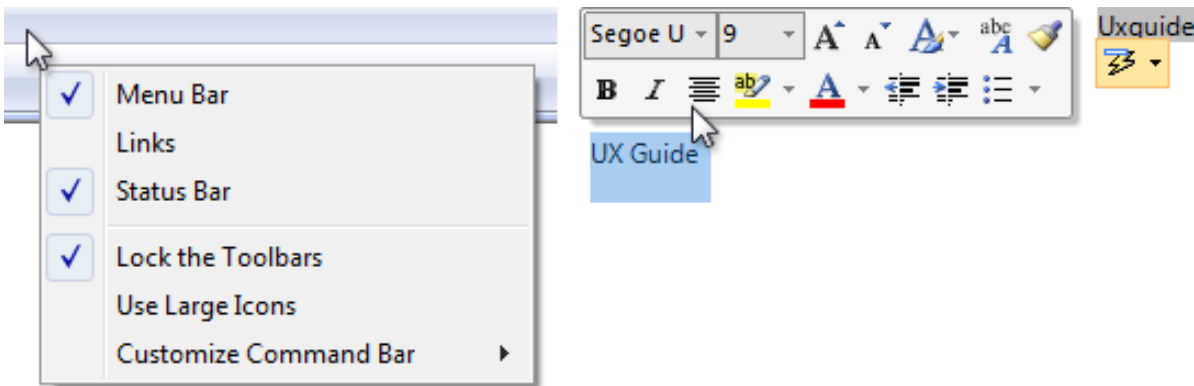 Menu Bar
Links
Status Bar
Lock the Toolbars
Use Large Icons
Customize Command Bar
Segoe U 9 A A A abc A
B I ab A
UX Guide
Uxguide